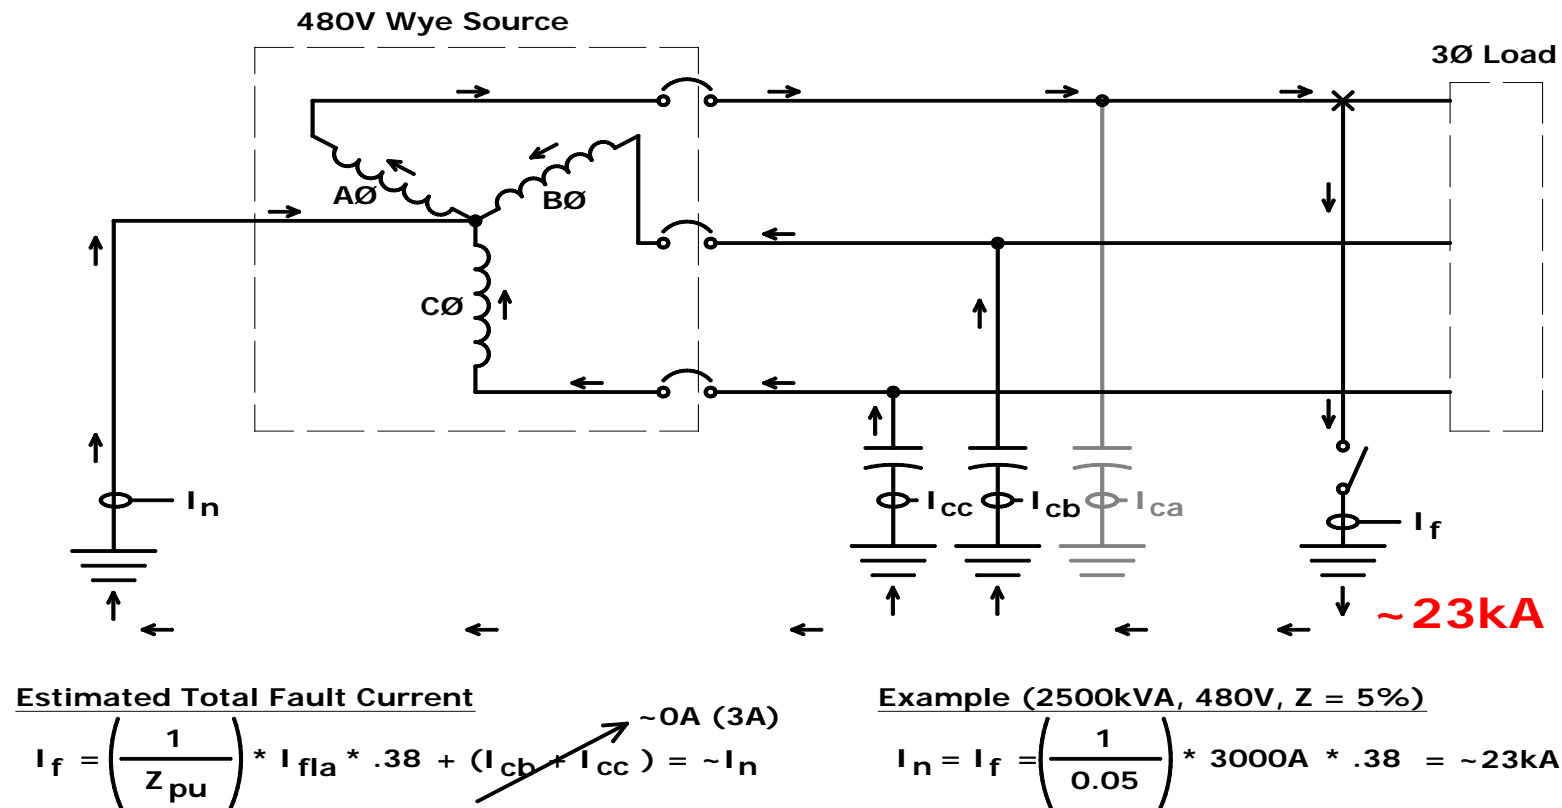 480V Wye Source
3Ø Load
AØ
BØ
CØ
In
Icc
Icb
Ica
If
~23kA
Estimated Total Fault Current
If = (1 / Zpu) * Ifla * .38 + (Icb + Icc) = ~In
~0A (3A)
Example (2500kVA, 480V, Z = 5%)
In = If = (1 / 0.05) * 3000A * .38 = ~23kA